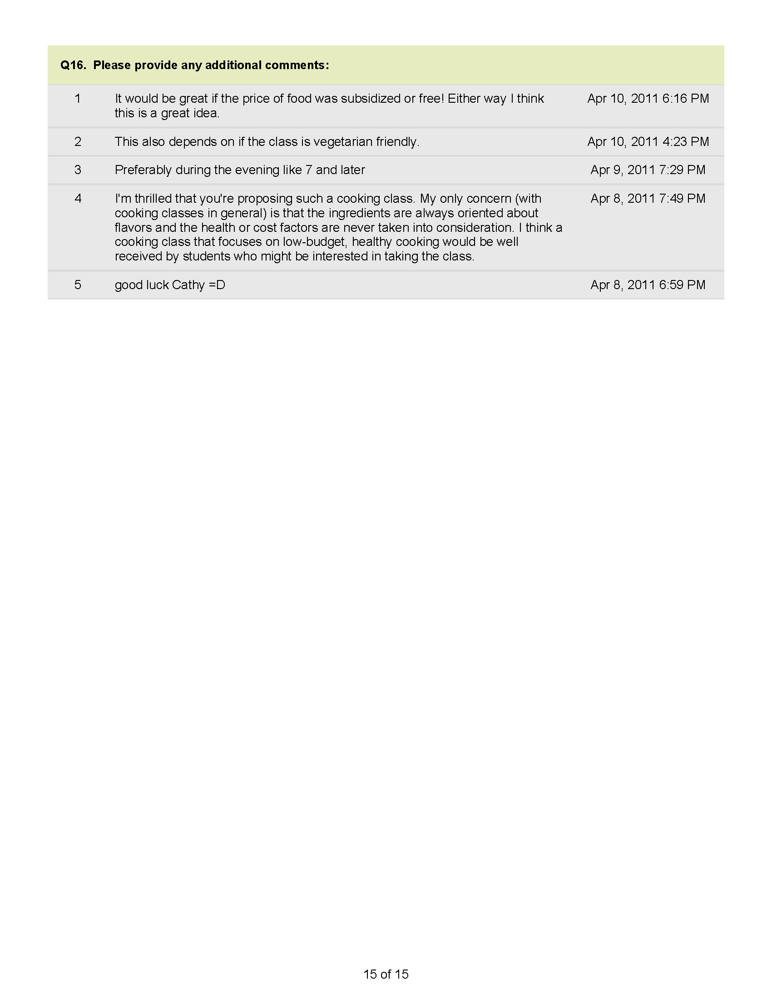 Q16. Please provide any additional comments:
1 It would be great if the price of food was subsidized or free! Either way I think Apr 10, 2011 6:16 PM
this is a great idea.
2 This also depends on if the class is vegetarian friendly. Apr 10, 2011 4:23 PM
3 Preferably during the evening like 7 and later Apr 9, 2011 7:29 PM
4 I'm thrilled that you're proposing such a cooking class. My only concern (with Apr 8, 2011 7:49 PM
cooking classes in general) is that the ingredients are always oriented about
flavors and the health or cost factors are never taken into consideration. I think a
cooking class that focuses on low-budget, healthy cooking would be well
received by students who might be interested in taking the class.
5 good luck Cathy =D Apr 8, 2011 6:59 PM
15 of 15